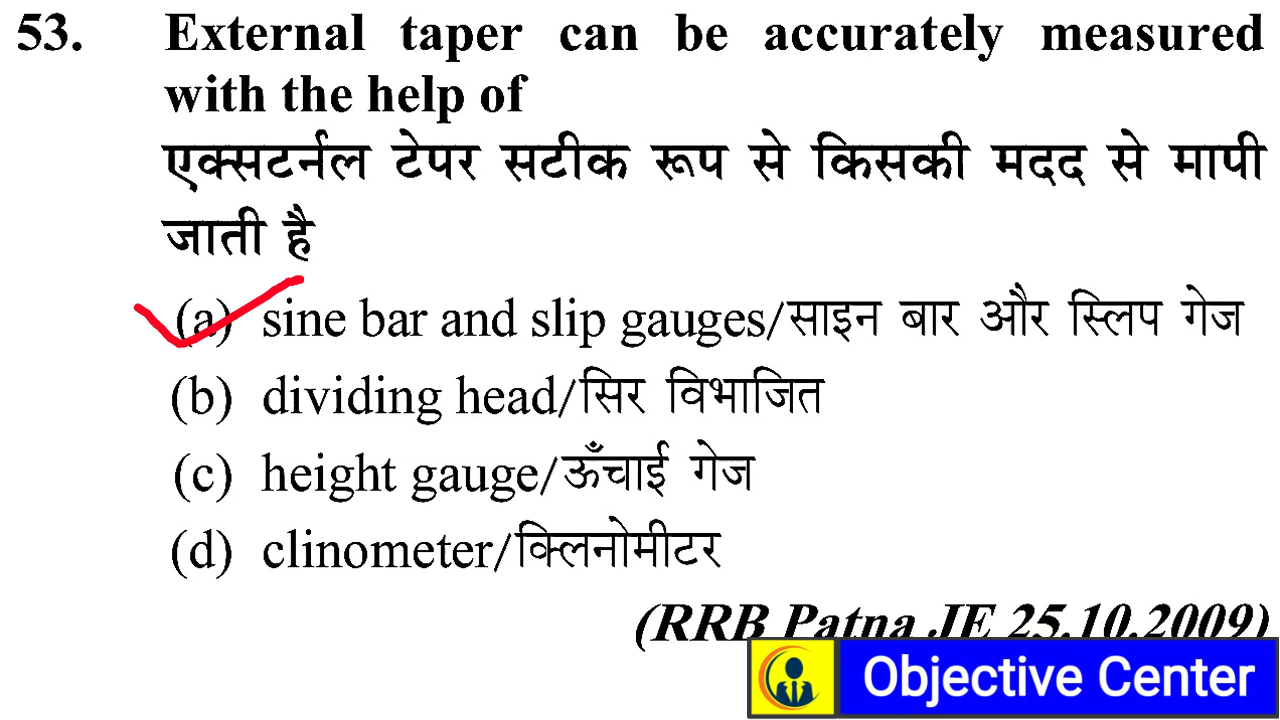 53. External taper can be accurately measured
with the help of
एक्सटर्नल टेपर सटीक रूप से किसकी मदद से मापी
जाती है
(a) sine bar and slip gauges/साइन बार और स्लिप गेज
(b) dividing head/सिर विभाजित
(c) height gauge/ऊँचाई गेज
(d) clinometer/क्लिनोमीटर
(RRB Patna JE 25.10.2009)
Objective Center